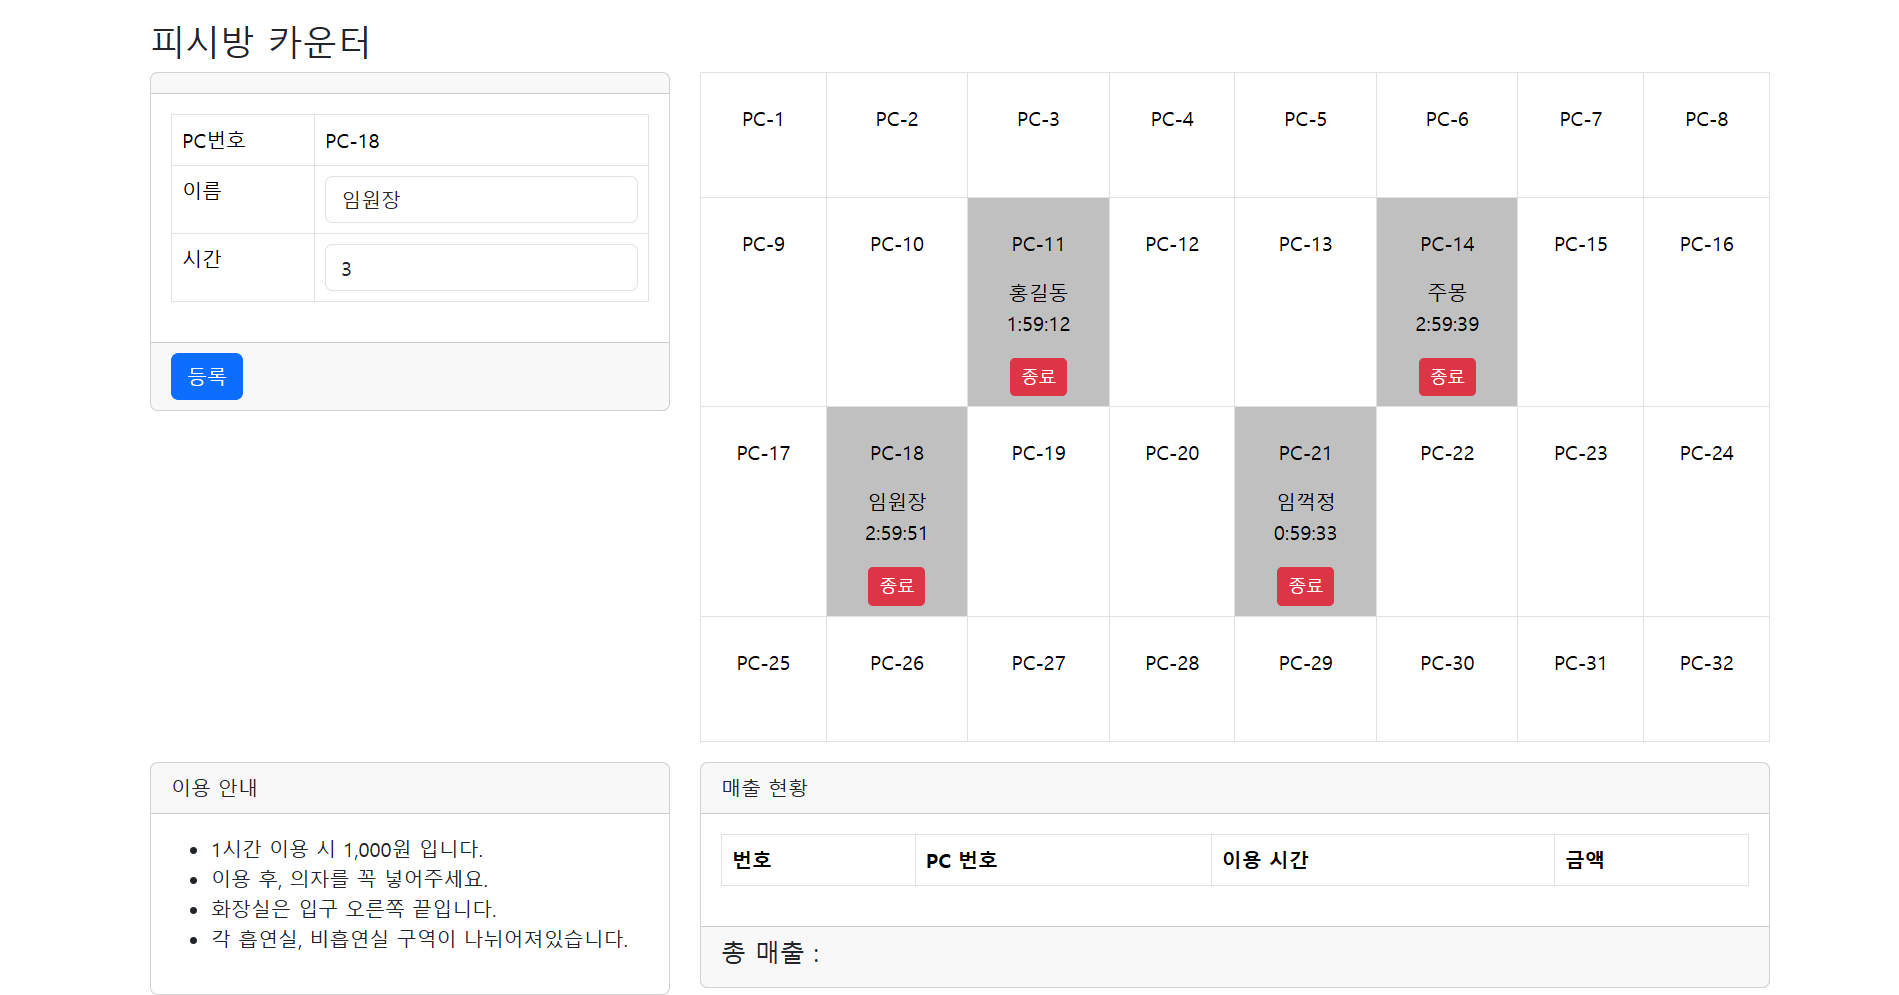 피시방 카운터
PC번호 PC-18
이름 임원장
시간 3
등록
PC-1 PC-2 PC-3 PC-4 PC-5 PC-6 PC-7 PC-8
PC-9 PC-10 PC-11 PC-12 PC-13 PC-14 PC-15 PC-16
홍길동 주몽
1:59:12 2:59:39
종료 종료
PC-17 PC-18 PC-19 PC-20 PC-21 PC-22 PC-23 PC-24
임원장 임꺽정
2:59:51 0:59:33
종료 종료
PC-25 PC-26 PC-27 PC-28 PC-29 PC-30 PC-31 PC-32
이용 안내
1시간 이용 시 1,000원 입니다.
이용 후, 의자를 꼭 넣어주세요.
화장실은 입구 오른쪽 끝입니다.
각 흡연실, 비흡연실 구역이 나뉘어져있습니다.
매출 현황
번호 PC 번호 이용 시간 금액
총 매출 :